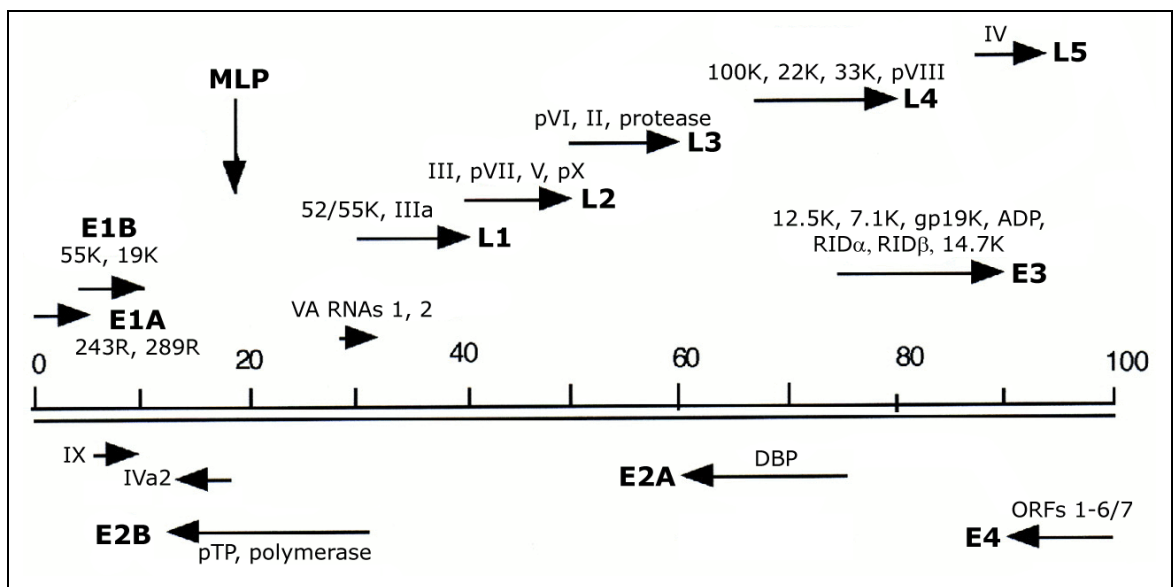 IV
L5
100K, 22K, 33K, pVIII
L4
MLP
pVI, II, protease
L3
III, pVII, V, pX
L2
52/55K, IIIa
L1
E1B
55K, 19K
12.5K, 7.1K, gp19K, ADP,
RIDα, RIDβ, 14.7K
E3
VA RNAs 1, 2
E1A
243R, 289R
0 20 40 60 80 100
IX
IVa2
E2A
DBP
E2B
pTP, polymerase
ORFs 1-6/7
E4